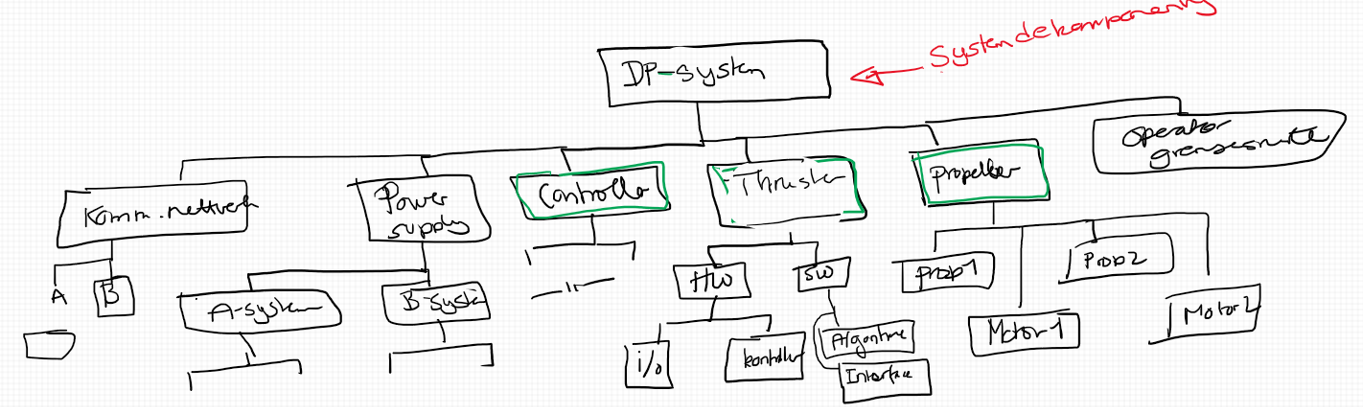 Systemdekomponering
DP-system
Operator
grensesnitt
Komm.nettverk
Power
supply
Controller
Thruster
Propeller
A
B
A-system
B-system
"
HW
SW
Prop1
Prop2
Motor1
Motor2
i/o
kontroller
Algoritme
Interface